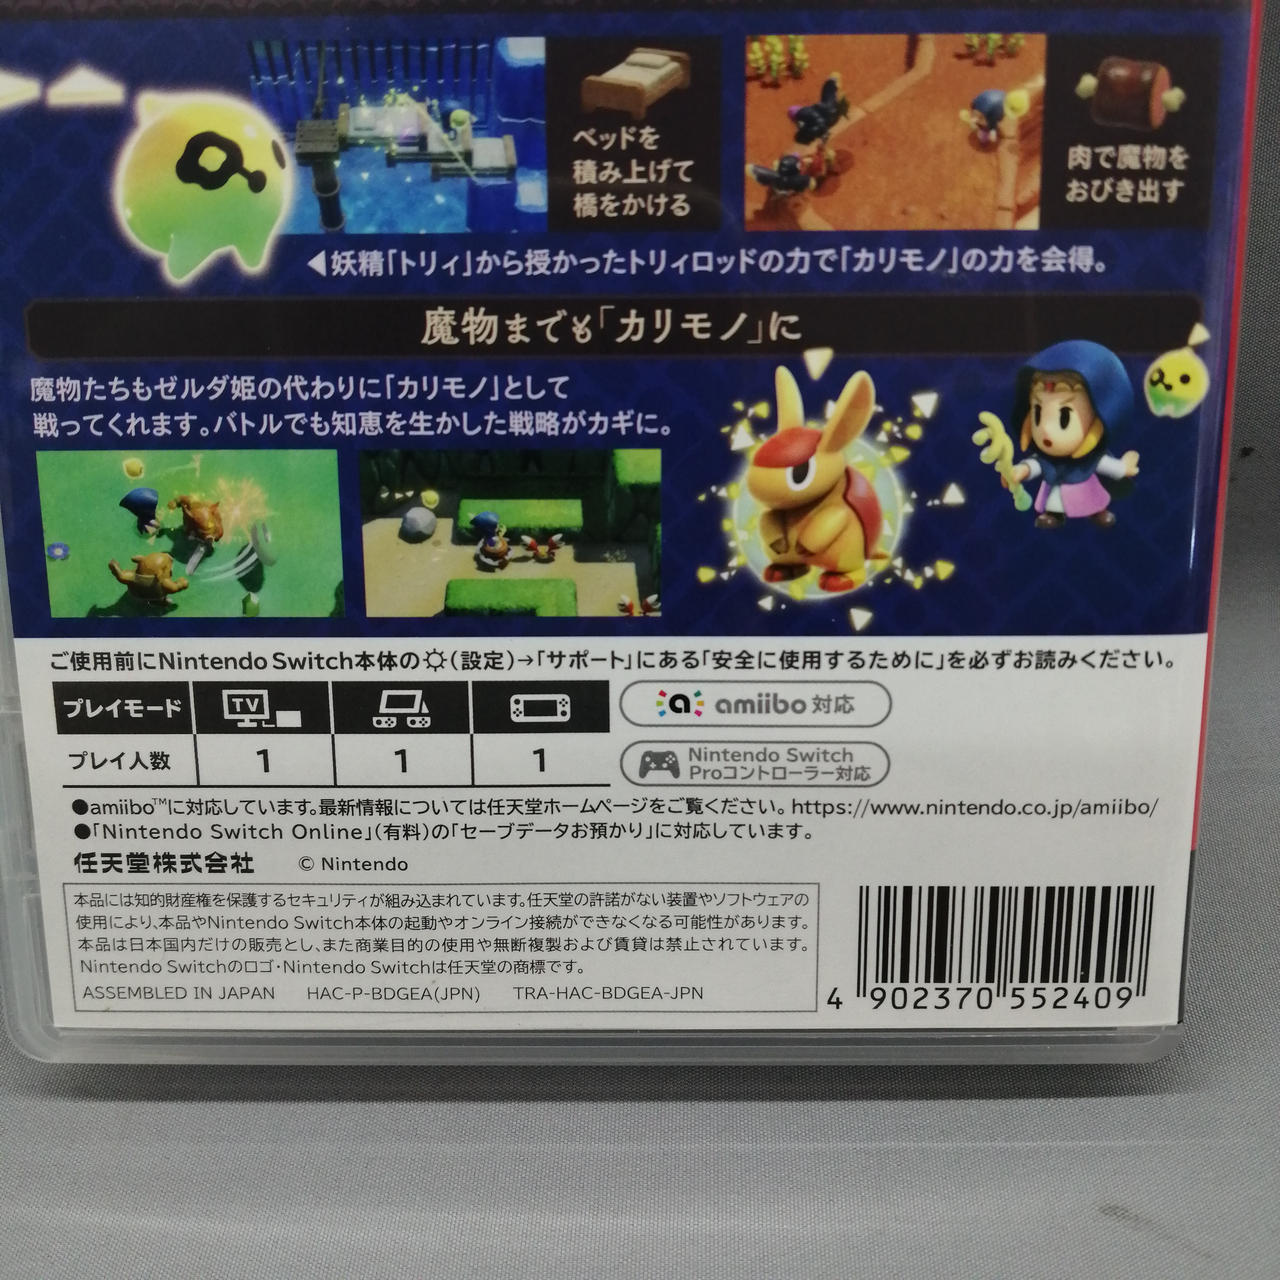 ベッドを
積み上げて
橋をかける
肉で魔物を
おびき出す
◀妖精「トリィ」から授かったトリィロッドの力で「カリモノ」の力を会得。
魔物までも「カリモノ」に
魔物たちもゼルダ姫の代わりに「カリモノ」として
戦ってくれます。バトルでも知恵を生かした戦略がカギに。
ご使用前にNintendo Switch本体の☼(設定)→「サポート」にある「安全に使用するために」を必ずお読みください。
プレイモード TV
プレイ人数 1 1 1
amiibo 対応
Nintendo Switch
Proコントローラー対応
●amiibo™に対応しています。最新情報については任天堂ホームページをご覧ください。https://www.nintendo.co.jp/amiibo/
●「Nintendo Switch Online」(有料)の「セーブデータお預かり」に対応しています。
任天堂株式会社 © Nintendo
本品には知的財産権を保護するセキュリティが組み込まれています。任天堂の許諾がない装置やソフトウェアの
使用により、本品やNintendo Switch本体の起動やオンライン接続ができなくなる可能性があります。
本品は日本国内だけの販売とし、また商業目的の使用や無断複製および賃貸は禁止されています。
Nintendo Switchのロゴ・Nintendo Switchは任天堂の商標です。
ASSEMBLED IN JAPAN HAC-P-BDGEA(JPN) TRA-HAC-BDGEA-JPN
4 902370 552409